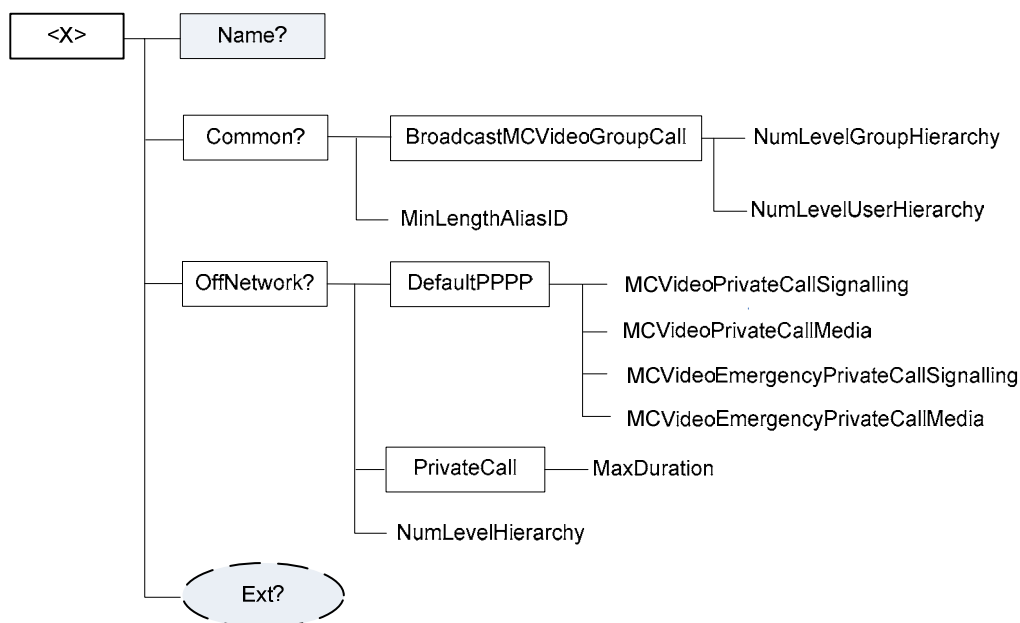 <X>
Name?
Common?
BroadcastMCVideoGroupCall
NumLevelGroupHierarchy
NumLevelUserHierarchy
MinLengthAliasID
OffNetwork?
DefaultPPPP
MCVideoPrivateCallSignalling
MCVideoPrivateCallMedia
MCVideoEmergencyPrivateCallSignalling
MCVideoEmergencyPrivateCallMedia
PrivateCall
MaxDuration
NumLevelHierarchy
Ext?